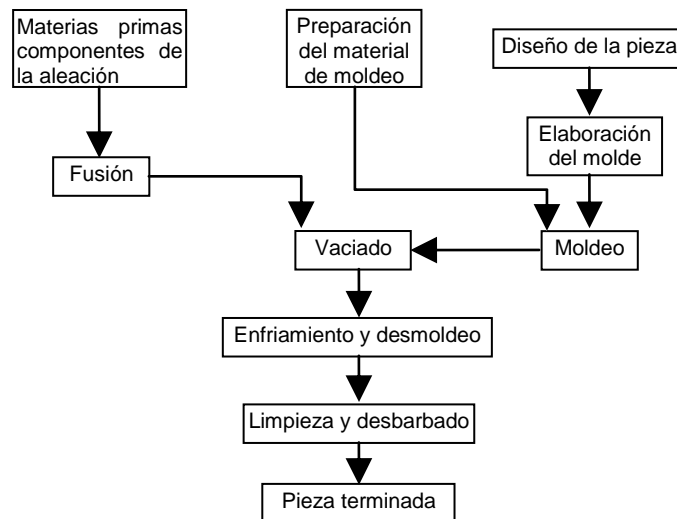 Materias primas
componentes de
la aleación
Preparación
del material
de moldeo
Diseño de la pieza
Elaboración
del molde
Fusión
Vaciado
Moldeo
Enfriamiento y desmoldeo
Limpieza y desbarbado
Pieza terminada